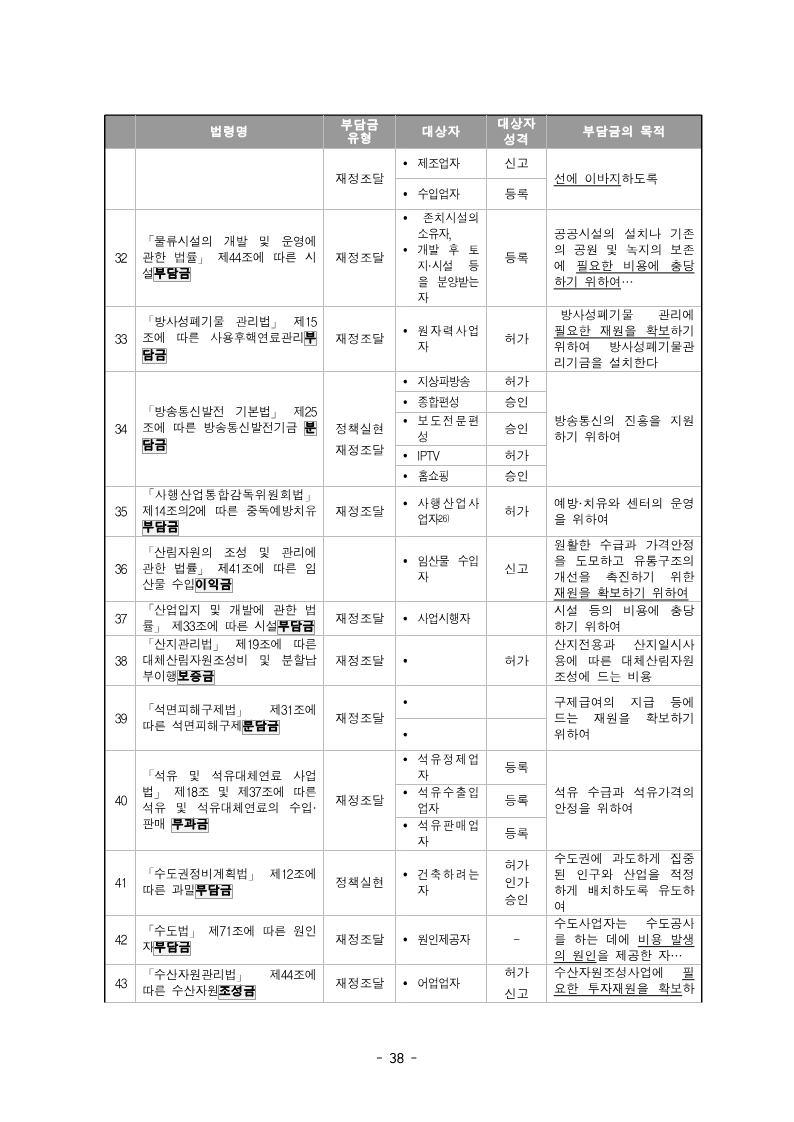 법령명 부담금 유형 대상자 대상자 성격 부담금의 목적
재정조달
• 제조업자 신고
• 수입업자 등록
선에 이바지하도록
32
「물류시설의 개발 및 운영에
관한 법률」 제44조에 따른 시
설부담금
재정조달
• 존치시설의
소유자,
• 개발 후 토
지·시설 등
을 분양받는
자
등록
공공시설의 설치나 기존
의 공원 및 녹지의 보존
에 필요한 비용에 충당
하기 위하여…
33
「방사성폐기물 관리법」 제15
조에 따른 사용후핵연료관리부
담금
재정조달
• 원자력사업
자
허가
방사성폐기물 관리에
필요한 재원을 확보하기
위하여 방사성폐기물관
리기금을 설치한다
34
「방송통신발전 기본법」 제25
조에 따른 방송통신발전기금 분
담금
정책실현
재정조달
• 지상파방송 허가
• 종합편성 승인
• 보도전문편
성
승인
• IPTV 허가
• 홈쇼핑 승인
방송통신의 진흥을 지원
하기 위하여
35
「사행산업통합감독위원회법」
제14조의2에 따른 중독예방치유
부담금
재정조달
• 사행산업사
업자26)
허가
예방·치유와 센터의 운영
을 위하여
36
「산림자원의 조성 및 관리에
관한 법률」 제41조에 따른 임
산물 수입이익금
• 임산물 수입
자
신고
원활한 수급과 가격안정
을 도모하고 유통구조의
개선을 촉진하기 위한
재원을 확보하기 위하여
37
「산업입지 및 개발에 관한 법
률」 제33조에 따른 시설부담금
재정조달
• 사업시행자
시설 등의 비용에 충당
하기 위하여
38
「산지관리법」 제19조에 따른
대체산림자원조성비 및 분할납
부이행보증금
재정조달
•
허가
산지전용과 산지일시사
용에 따른 대체산림자원
조성에 드는 비용
39
「석면피해구제법」 제31조에
따른 석면피해구제분담금
재정조달
•
•
구제급여의 지급 등에
드는 재원을 확보하기
위하여
40
「석유 및 석유대체연료 사업
법」 제18조 및 제37조에 따른
석유 및 석유대체연료의 수입·
판매 부과금
재정조달
• 석유정제업
자
등록
• 석유수출입
업자
등록
• 석유판매업
자
등록
석유 수급과 석유가격의
안정을 위하여
41
「수도권정비계획법」 제12조에
따른 과밀부담금
정책실현
• 건축하려는
자
허가
인가
승인
수도권에 과도하게 집중
된 인구와 산업을 적정
하게 배치하도록 유도하
여
42
「수도법」 제71조에 따른 원인
자부담금
재정조달
• 원인제공자
–
수도사업자는 수도공사
를 하는 데에 비용 발생
의 원인을 제공한 자…
43
「수산자원관리법」 제44조에
따른 수산자원조성금
재정조달
• 어업업자
허가
신고
수산자원조성사업에 필
요한 투자재원을 확보하
- 38 -